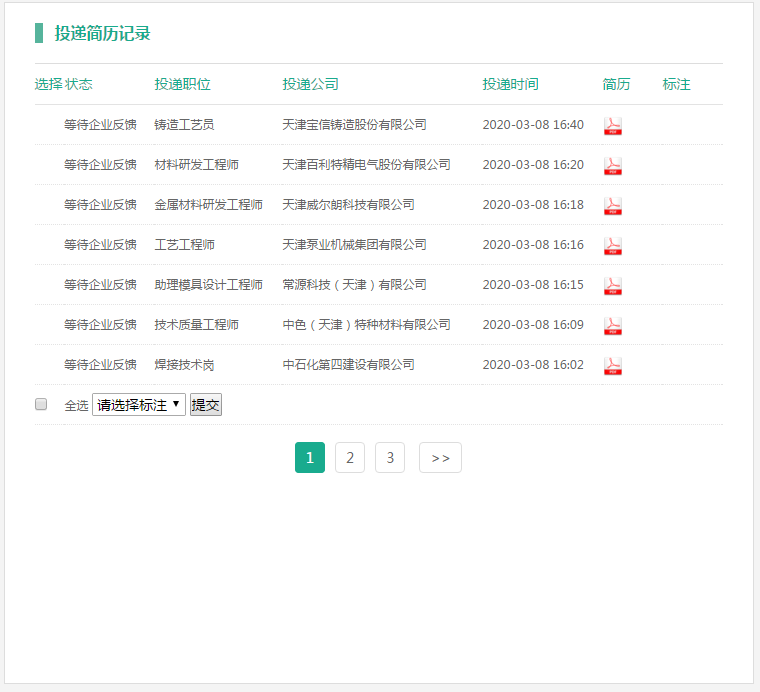 投递简历记录
选择 状态 投递职位 投递公司 投递时间 简历 标注
等待企业反馈 铸造工艺员 天津宝信铸造股份有限公司 2020-03-08 16:40
等待企业反馈 材料研发工程师 天津百利特精电气股份有限公司 2020-03-08 16:20
等待企业反馈 金属材料研发工程师 天津威尔朗科技有限公司 2020-03-08 16:18
等待企业反馈 工艺工程师 天津泵业机械集团有限公司 2020-03-08 16:16
等待企业反馈 助理模具设计工程师 常源科技（天津）有限公司 2020-03-08 16:15
等待企业反馈 技术质量工程师 中色（天津）特种材料有限公司 2020-03-08 16:09
等待企业反馈 焊接技术岗 中石化第四建设有限公司 2020-03-08 16:02
全选 请选择标注 提交
1 2 3 >>